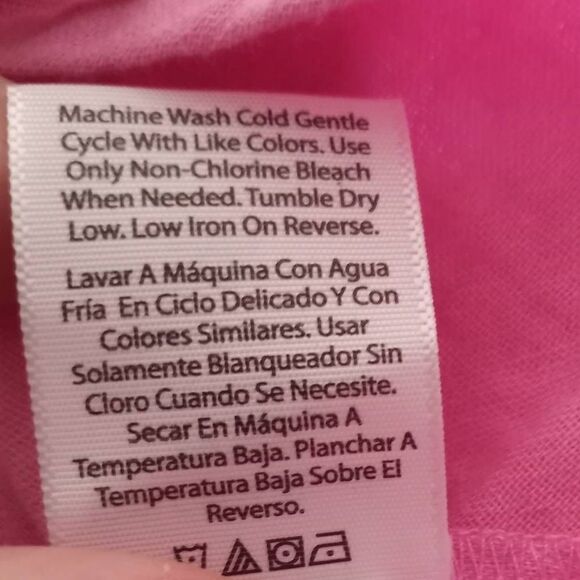 Machine Wash Cold Gentle
Cycle With Like Colors. Use
Only Non-Chlorine Bleach
When Needed. Tumble Dry
Low. Low Iron On Reverse.
Lavar A Máquina Con Agua
Fría En Ciclo Delicado Y Con
Colores Similares. Usar
Solamente Blanqueador Sin
Cloro Cuando Se Necesite.
Secar En Máquina A
Temperatura Baja. Planchar A
Temperatura Baja Sobre El
Reverso.